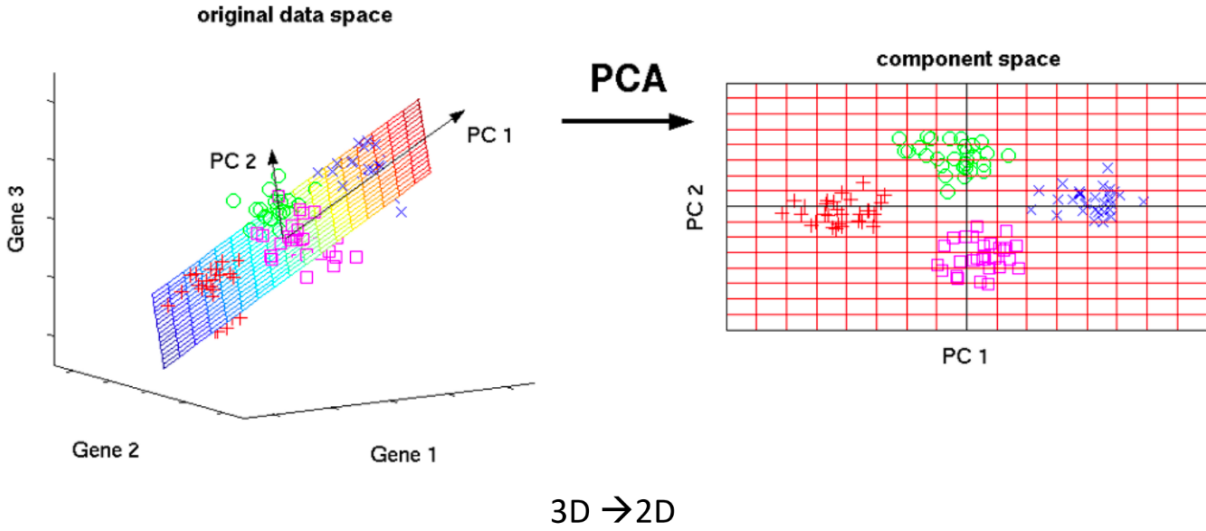 original data space
PCA
component space
PC 1
PC 2
Gene 3
Gene 2
Gene 1
PC 2
PC 1
3D →2D